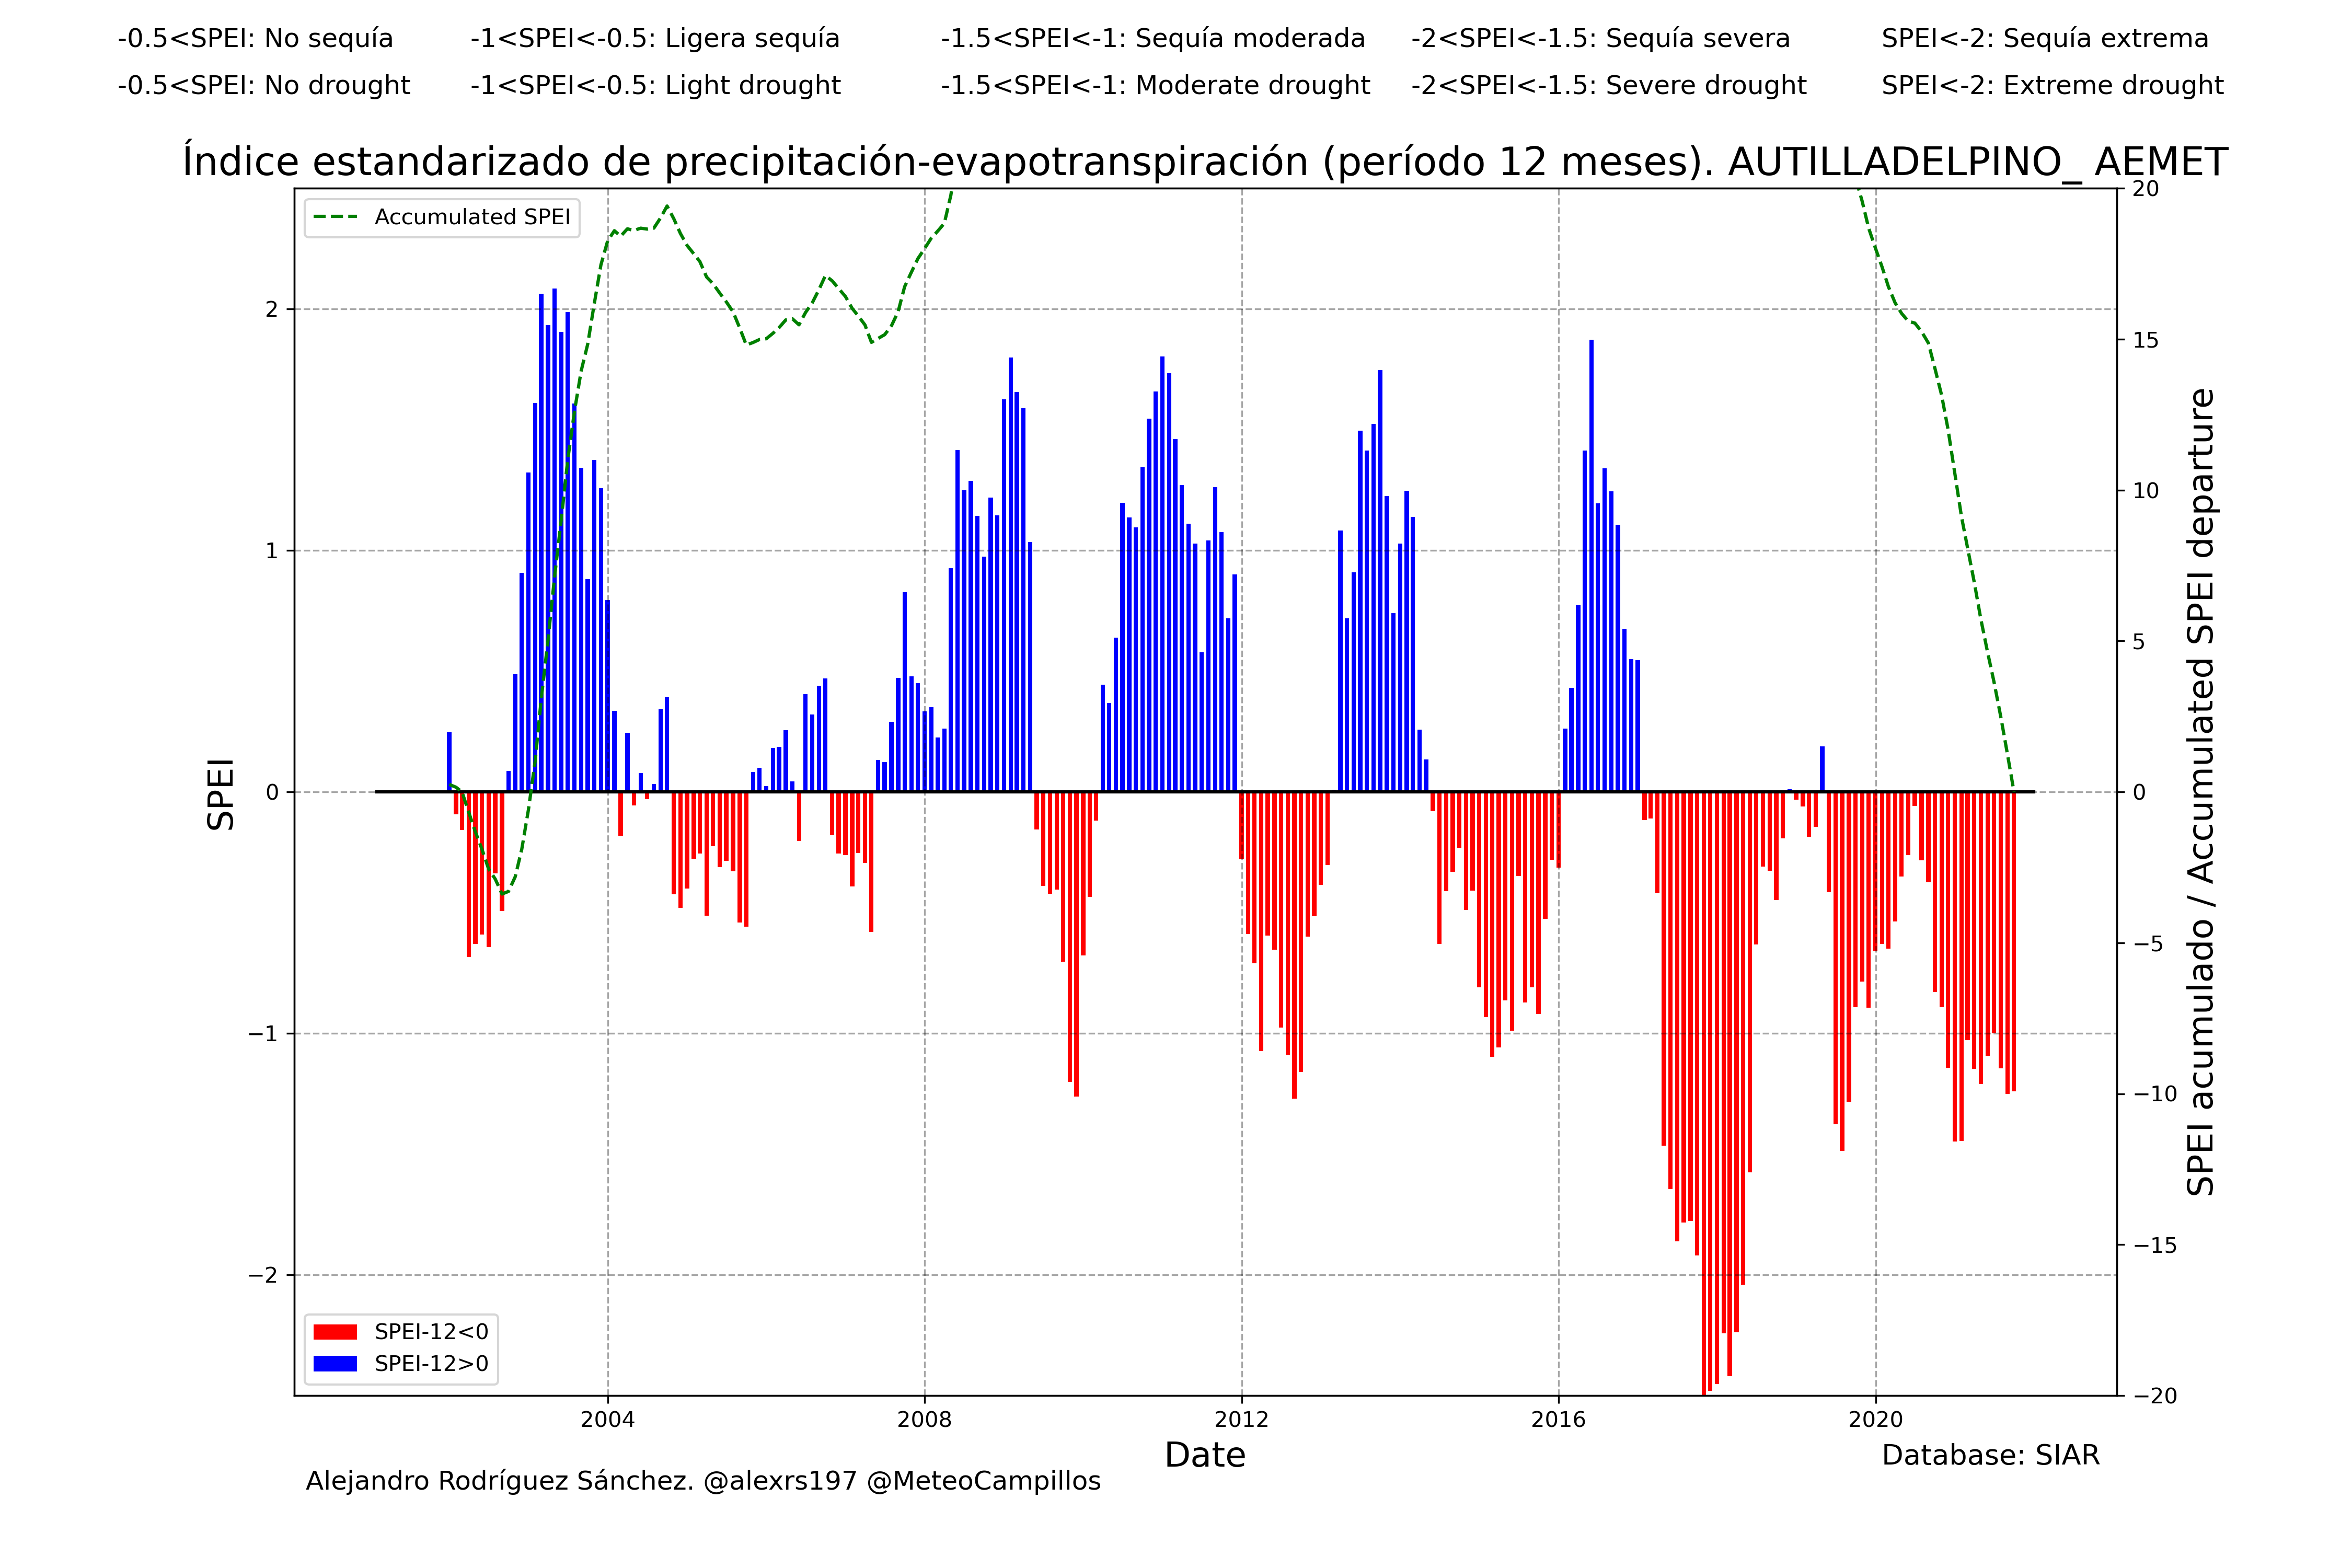 -0.5<SPEI: No sequía -1<SPEI<-0.5: Ligera sequía -1.5<SPEI<-1: Sequía moderada -2<SPEI<-1.5: Sequía severa SPEI<-2: Sequía extrema
-0.5<SPEI: No drought -1<SPEI<-0.5: Light drought -1.5<SPEI<-1: Moderate drought -2<SPEI<-1.5: Severe drought SPEI<-2: Extreme drought
Índice estandarizado de precipitación-evapotranspiración (período 12 meses). AUTILLADELPINO_ AEMET
Accumulated SPEI
SPEI
2
1
0
−1
−2
20
15
10
5
0
−5
−10
−15
−20
SPEI acumulado / Accumulated SPEI departure
SPEI-12<0
SPEI-12>0
2004 2008 2012 2016 2020
Date
Database: SIAR
Alejandro Rodríguez Sánchez. @alexrs197 @MeteoCampillos